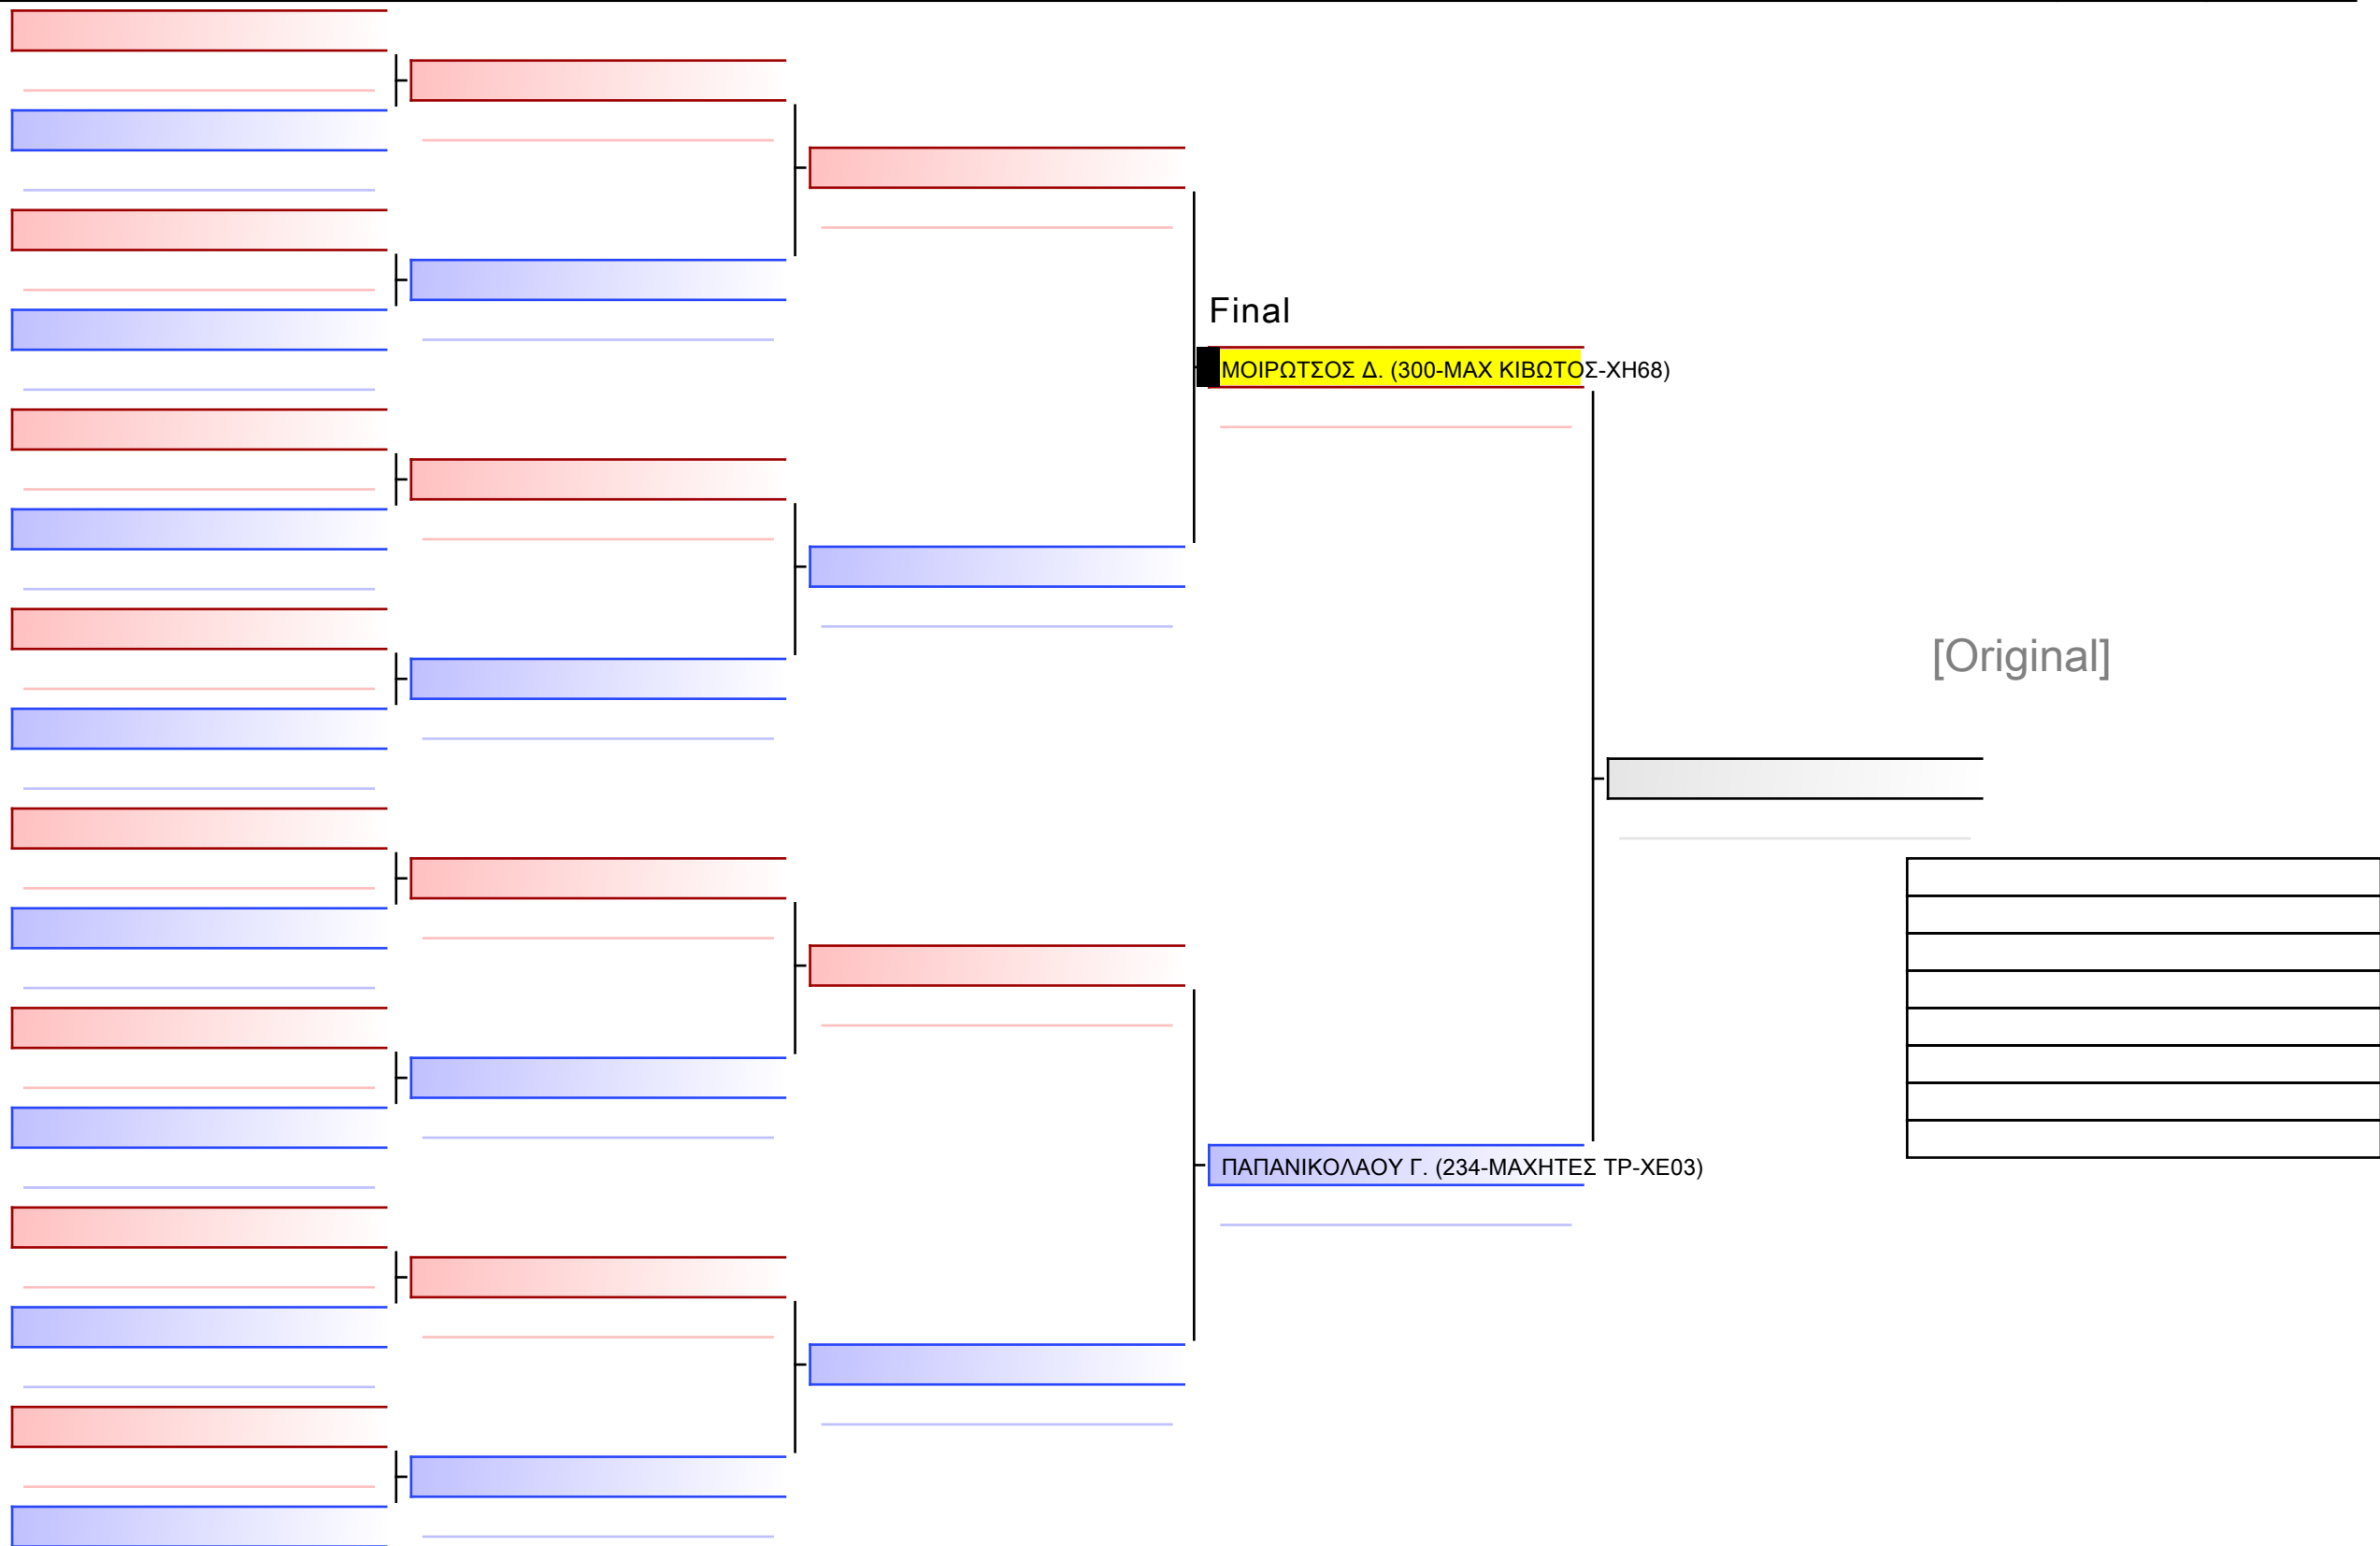 Final
ΜΟΙΡΩΤΣΟΣ Δ. (300-ΜΑΧ ΚΙΒΩΤΟΣ-ΧΗ68)
[Original]
ΠΑΠΑΝΙΚΟΛΑΟΥ Γ. (234-ΜΑΧΗΤΕΣ ΤΡ-ΧΕ03)